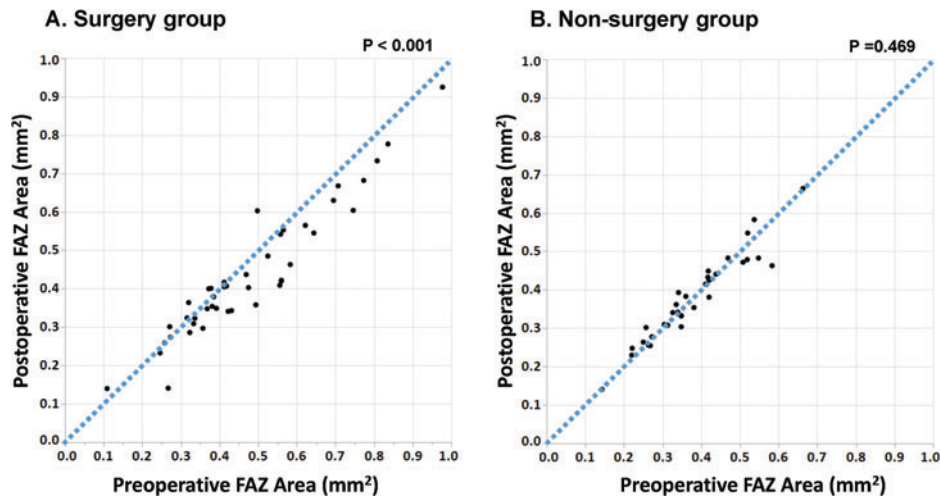 A. Surgery group
P < 0.001
1.0
0.9
0.8
0.7
0.6
0.5
0.4
0.3
0.2
0.1
0.0
Postoperative FAZ Area (mm²)
0.0 0.1 0.2 0.3 0.4 0.5 0.6 0.7 0.8 0.9 1.0
Preoperative FAZ Area (mm²)
B. Non-surgery group
P =0.469
1.0
0.9
0.8
0.7
0.6
0.5
0.4
0.3
0.2
0.1
0.0
Postoperative FAZ Area (mm²)
0.0 0.1 0.2 0.3 0.4 0.5 0.6 0.7 0.8 0.9 1.0
Preoperative FAZ Area (mm²)